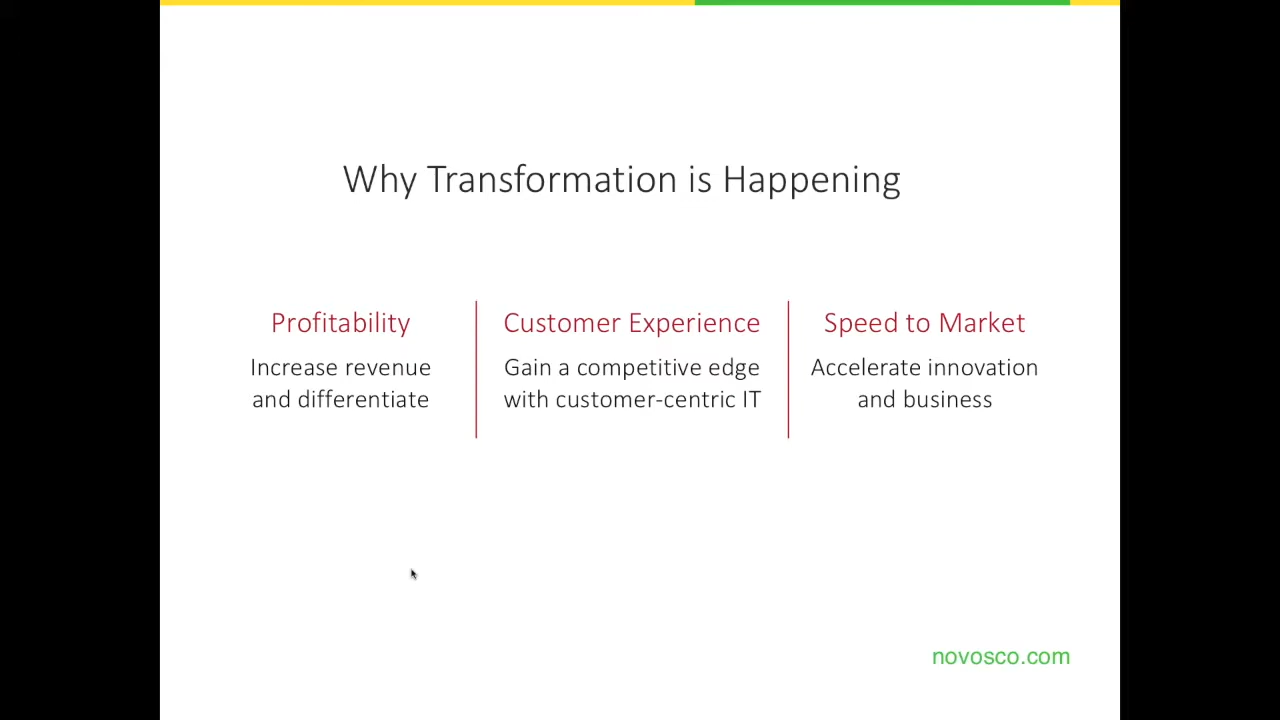 Why Transformation is Happening
Profitability
Increase revenue
and differentiate
Customer Experience
Gain a competitive edge
with customer-centric IT
Speed to Market
Accelerate innovation
and business
novosco.com